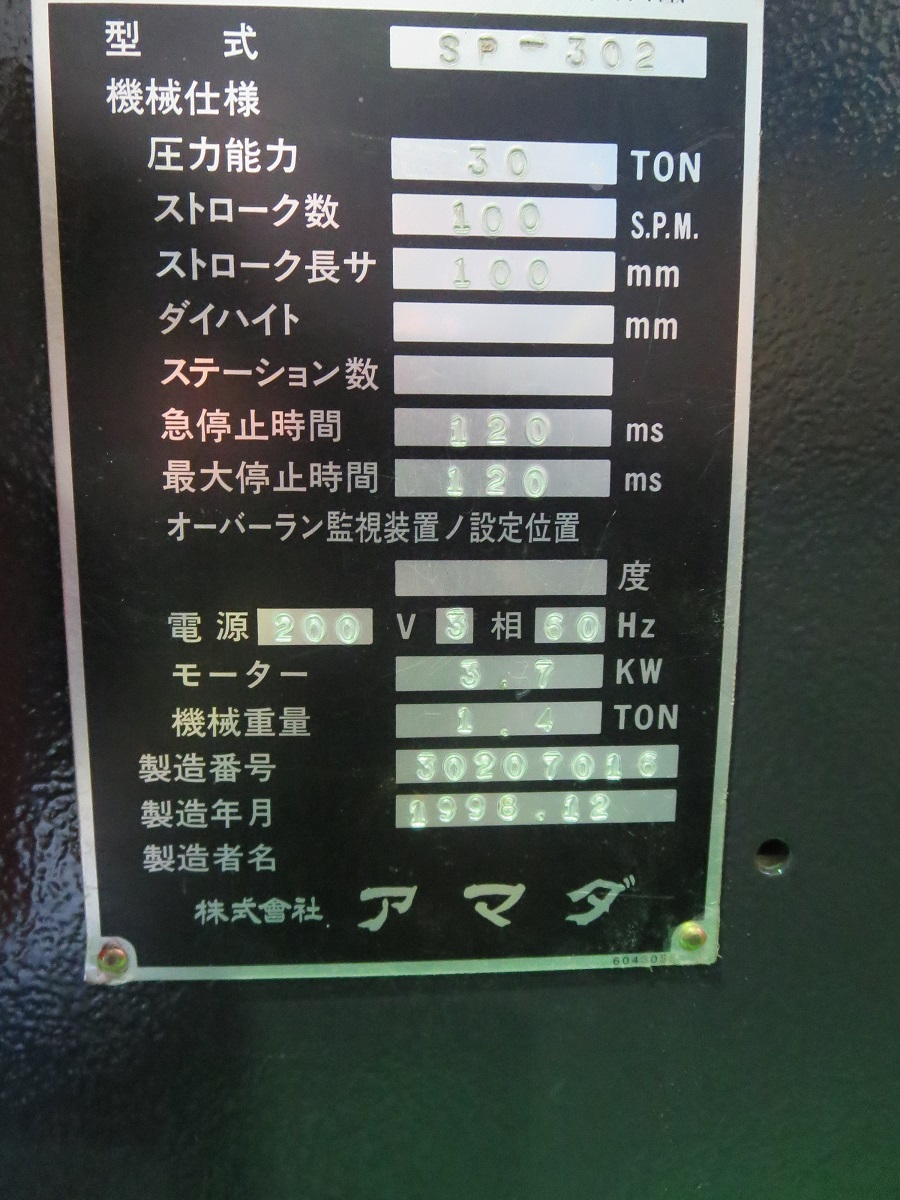 型 式 SP-302
機械仕様
圧力能力 30 TON
ストローク数 100 S.P.M.
ストローク長サ 100 mm
ダイハイト mm
ステーション数
急停止時間 120 ms
最大停止時間 120 ms
オーバーラン監視装置ノ設定位置
度
電源 200 V 3 相 60 Hz
モーター 3.7 KW
機械重量 1.4 TON
製造番号 30207016
製造年月 1998.12
製造者名
株式會社 アマダ